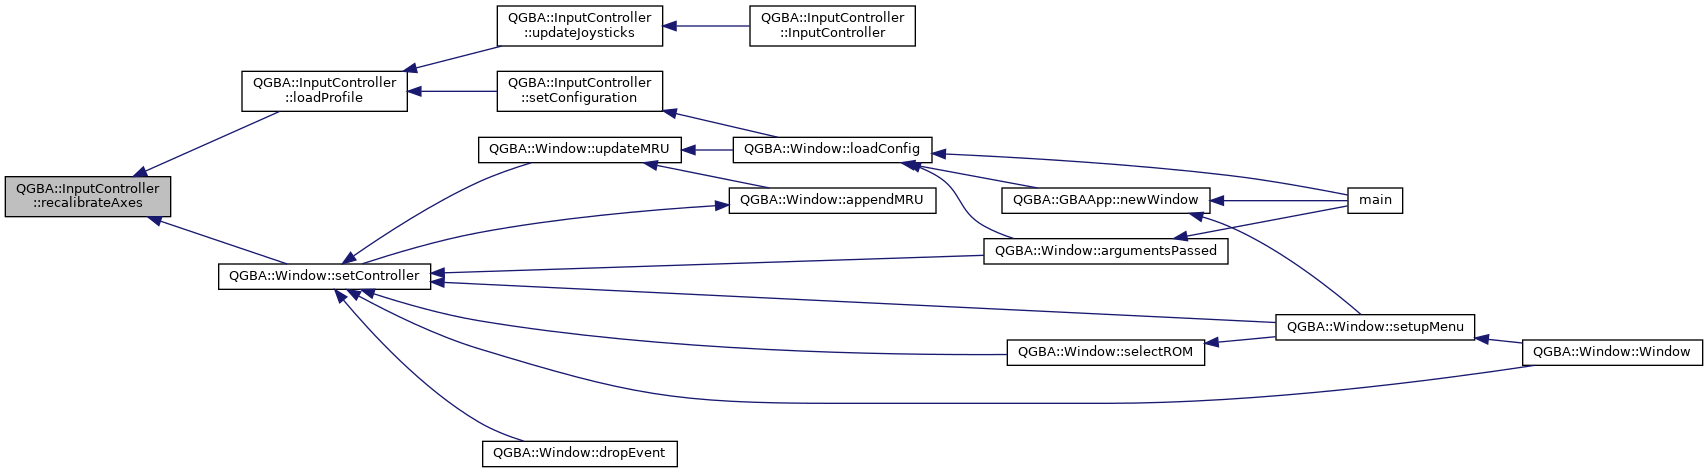 QGBA::InputController
::updateJoysticks
QGBA::InputController
::InputController
QGBA::InputController
::loadProfile
QGBA::InputController
::setConfiguration
QGBA::Window::updateMRU
QGBA::Window::loadConfig
QGBA::InputController
::recalibrateAxes
QGBA::Window::appendMRU
QGBA::GBAApp::newWindow
main
QGBA::Window::argumentsPassed
QGBA::Window::setController
QGBA::Window::setupMenu
QGBA::Window::selectROM
QGBA::Window::Window
QGBA::Window::dropEvent